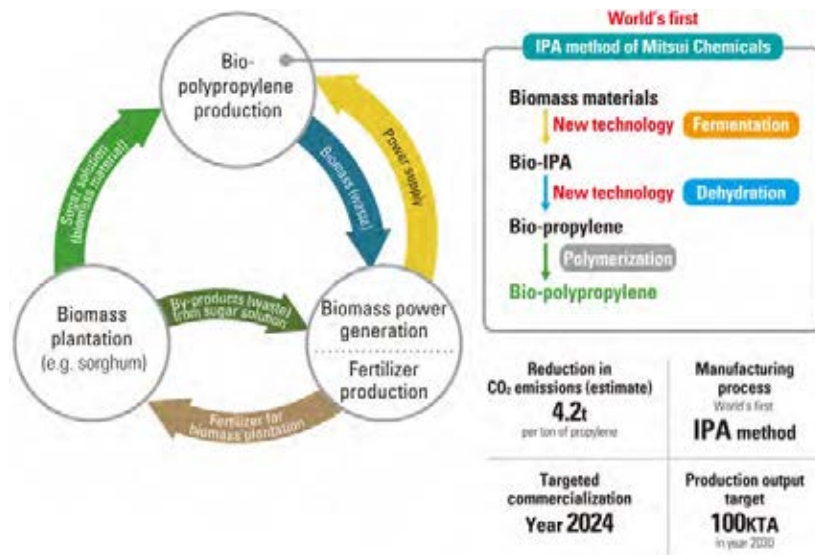 Bio-
polypropylene
production
Sugar solution
(biomass material)
Biomass (waste)
Power supply
Biomass
plantation
(e.g. sorghum)
By-products (waste)
from sugar solution
Biomass power
generation
Fertilizer
production
Fertilizer for
biomass plantation
World's first
IPA method of Mitsui Chemicals
Biomass materials
New technology Fermentation
Bio-IPA
New technology Dehydration
Bio-propylene
Polymerization
Bio-polypropylene
Reduction in
CO₂ emissions (estimate)
4.2t
per ton of propylene
Manufacturing
process
World's first
IPA method
Targeted
commercialization
Year 2024
Production output
target
100KTA
in year 2030